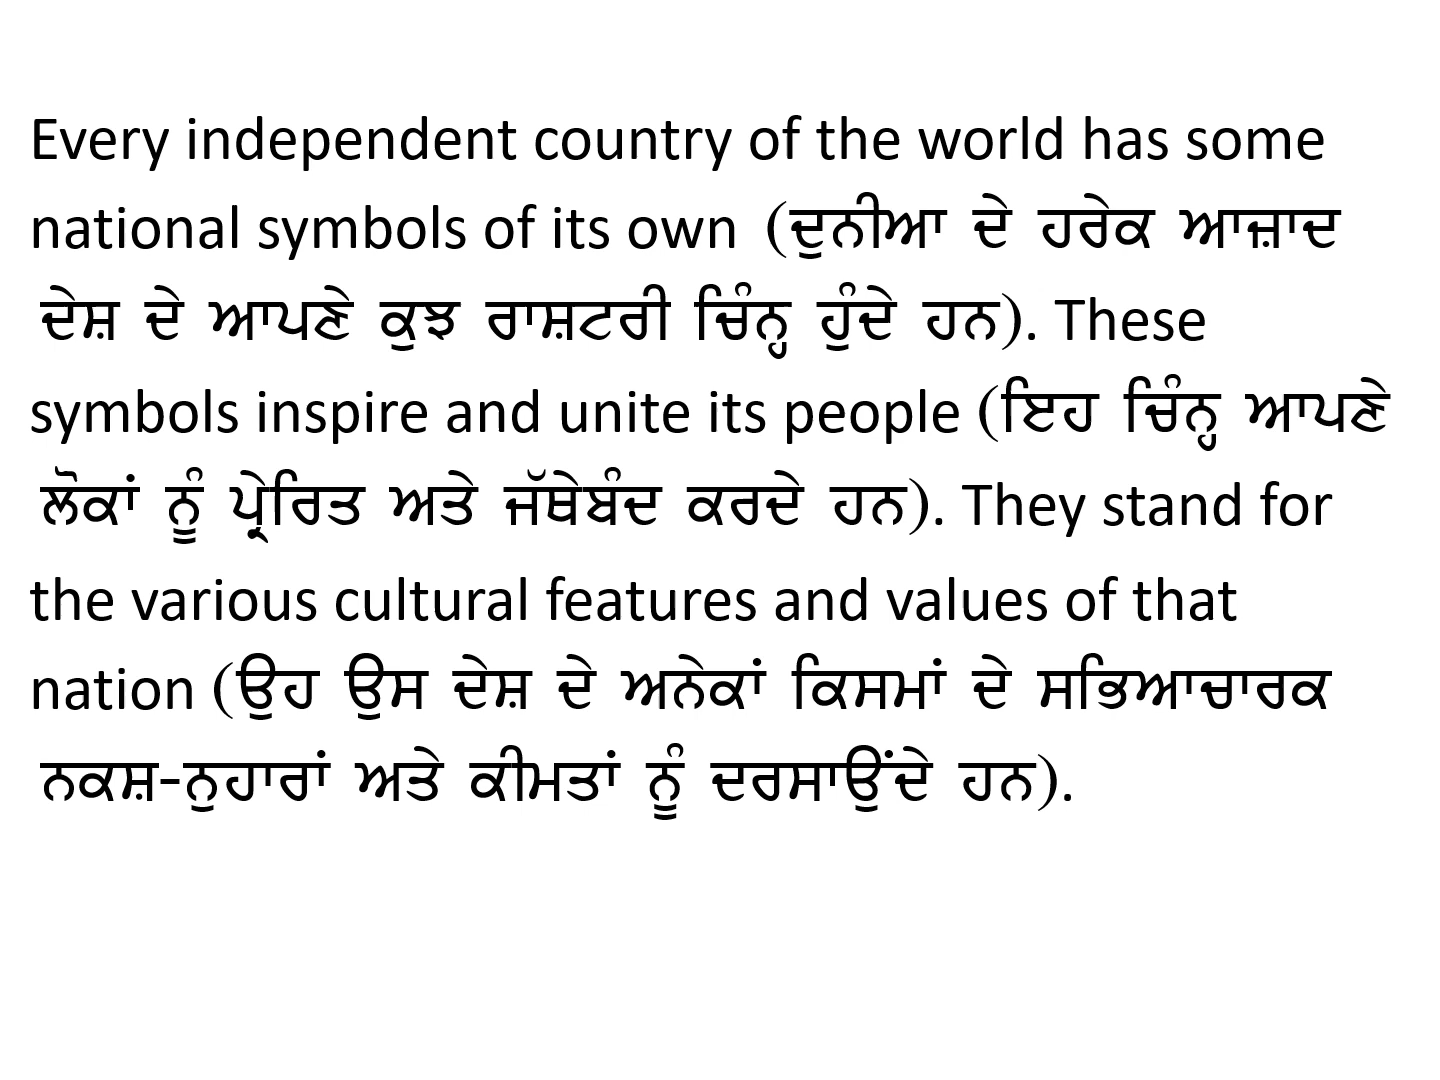 Every independent country of the world has some
national symbols of its own (ਦੁਨੀਆ ਦੇ ਹਰੇਕ ਆਜ਼ਾਦ
ਦੇਸ਼ ਦੇ ਆਪਣੇ ਕੁਝ ਰਾਸ਼ਟਰੀ ਚਿੰਨ੍ਹ ਹੁੰਦੇ ਹਨ). These
symbols inspire and unite its people (ਇਹ ਚਿੰਨ੍ਹ ਆਪਣੇ
ਲੋਕਾਂ ਨੂੰ ਪ੍ਰੇਰਿਤ ਅਤੇ ਜੱਥੇਬੰਦ ਕਰਦੇ ਹਨ). They stand for
the various cultural features and values of that
nation (ਉਹ ਉਸ ਦੇਸ਼ ਦੇ ਅਨੇਕਾਂ ਕਿਸਮਾਂ ਦੇ ਸਭਿਆਚਾਰਕ
ਨਕਸ਼-ਨੁਹਾਰਾਂ ਅਤੇ ਕੀਮਤਾਂ ਨੂੰ ਦਰਸਾਉਂਦੇ ਹਨ).